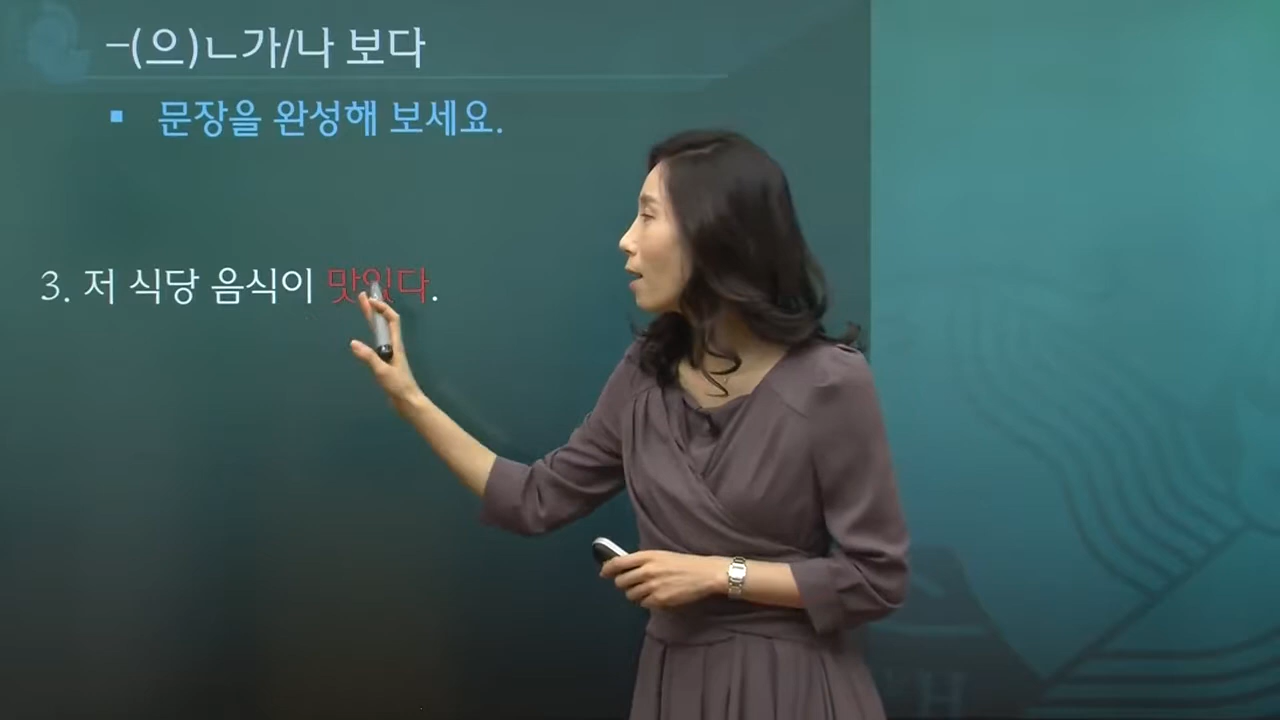 –(으)ㄴ가/나 보다
▪ 문장을 완성해 보세요.
3. 저 식당 음식이 맛있다.